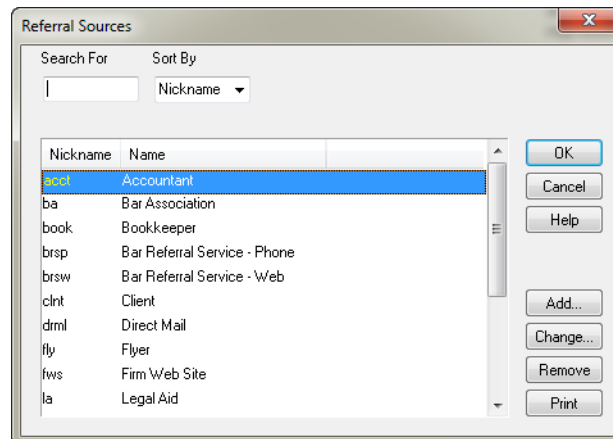 Referral Sources
Search For Sort By
Nickname
Nickname Name
acct Accountant
ba Bar Association
book Bookkeeper
brsp Bar Referral Service - Phone
brsw Bar Referral Service - Web
clnt Client
drml Direct Mail
fly Flyer
fws Firm Web Site
la Legal Aid
OK
Cancel
Help
Add...
Change...
Remove
Print